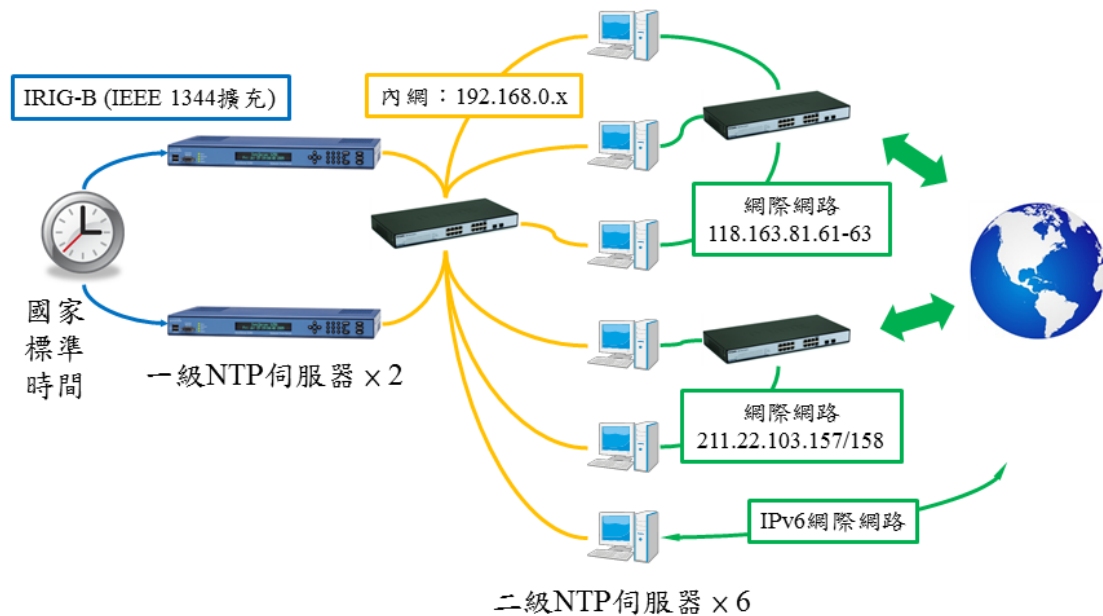 IRIG-B (IEEE 1344擴充)
內網：192.168.0.x
網際網路
118.163.81.61-63
國家
標準
時間
一級NTP伺服器 × 2
網際網路
211.22.103.157/158
IPv6網際網路
二級NTP伺服器 × 6